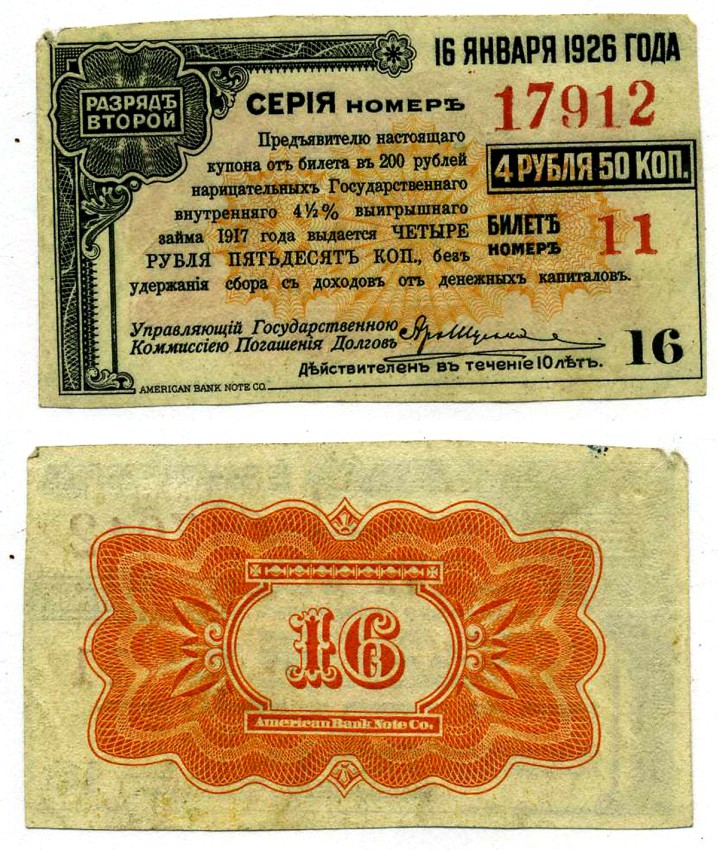 16 ЯНВАРЯ 1926 ГОДА
РАЗРЯДЪ
ВТОРОЙ
СЕРІЯ НОМЕРЪ 17912
Предъявителю настоящаго
купона отъ билета въ 200 рублей
нарицательныхъ Государственнаго
внутренняго 4½% выигрышнаго
займа 1917 года выдается ЧЕТЫРЕ
РУБЛЯ ПЯТЬДЕСЯТЪ КОП., безъ
удержанія сбора съ доходовъ отъ денежныхъ капиталовъ.
4 РУБЛЯ 50 КОП.
БИЛЕТЪ
НОМЕРЪ 11
Управляющій Государственною
Коммиссіею Погашенія Долговъ
16
Дѣйствителенъ въ теченіе 10 лѣтъ.
AMERICAN BANK NOTE CO.
16
American Bank Note Co.